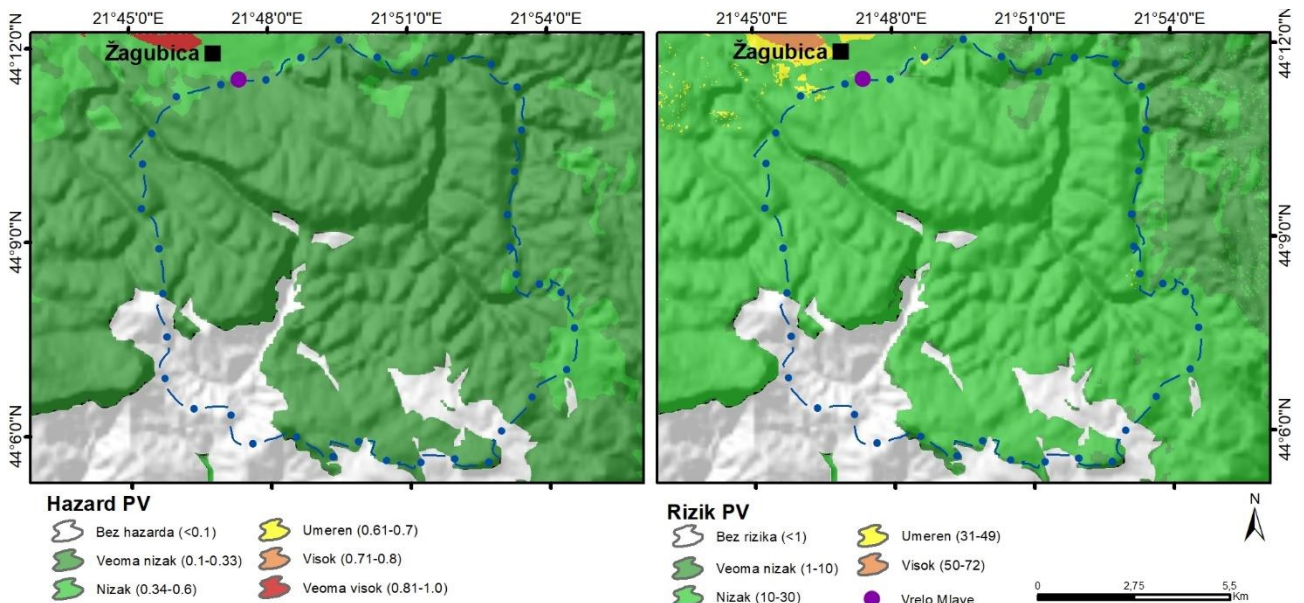 21°45'0"E 21°48'0"E 21°51'0"E 21°54'0"E
21°45'0"E 21°48'0"E 21°51'0"E 21°54'0"E
44°12'0"N
44°9'0"N
44°6'0"N
Žagubica
Žagubica
44°12'0"N
44°9'0"N
44°6'0"N
Hazard PV
Bez hazarda (<0.1)
Veoma nizak (0.1-0.33)
Nizak (0.34-0.6)
Umeren (0.61-0.7)
Visok (0.71-0.8)
Veoma visok (0.81-1.0)
Rizik PV
Bez rizika (<1)
Veoma nizak (1-10)
Nizak (10-30)
Umeren (31-49)
Visok (50-72)
Vrelo Mlave
N
0 2,75 5,5
Km